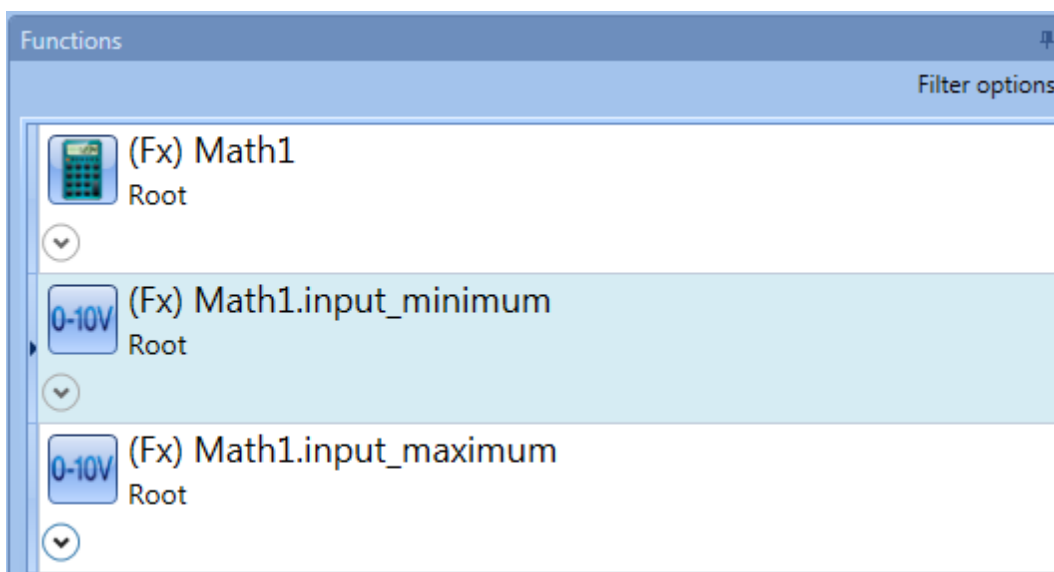 Functions
Filter options
(Fx) Math1
Root
0-10V
(Fx) Math1.input_minimum
Root
0-10V
(Fx) Math1.input_maximum
Root